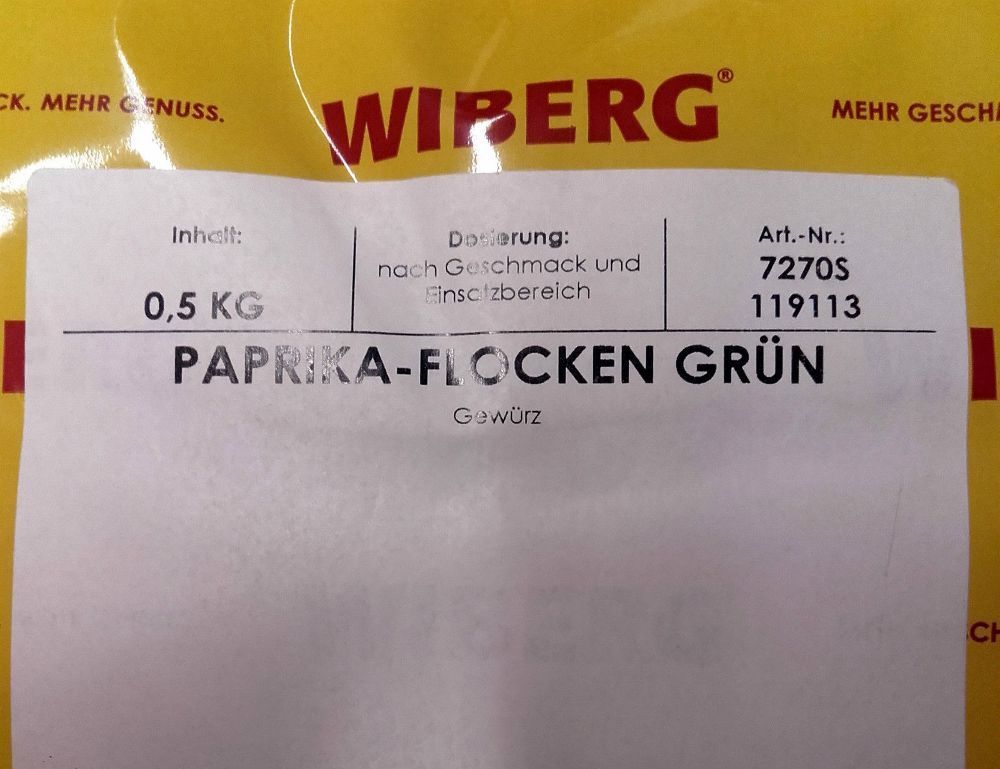 CK. MEHR GENUSS.
WIBERG®
MEHR GESCH
Inhalt:
0,5 KG
Dosierung:
nach Geschmack und
Einsatzbereich
Art.-Nr.:
7270S
119113
PAPRIKA-FLOCKEN GRÜN
Gewürz
CH